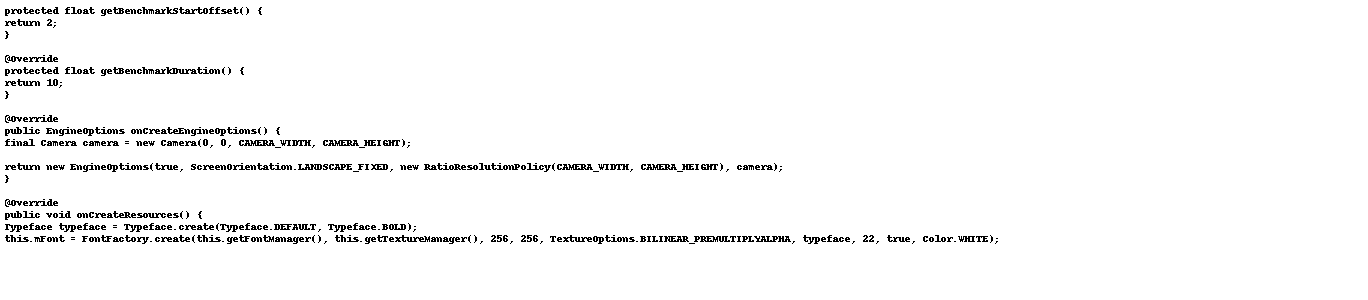 protected float getBenchmarkStartOffset() {
return 2;
}

@Override
protected float getBenchmarkDuration() {
return 10;
}

@Override
public EngineOptions onCreateEngineOptions() {
final Camera camera = new Camera(0, 0, CAMERA_WIDTH, CAMERA_HEIGHT);

return new EngineOptions(true, ScreenOrientation.LANDSCAPE_FIXED, new RatioResolutionPolicy(CAMERA_WIDTH, CAMERA_HEIGHT), camera);
}

@Override
public void onCreateResources() {
Typeface typeface = Typeface.create(Typeface.DEFAULT, Typeface.BOLD);
this.mFont = FontFactory.create(this.getFontManager(), this.getTextureManager(), 256, 256, TextureOptions.BILINEAR_PREMULTIPLYALPHA, typeface, 22, true, Color.WHITE);